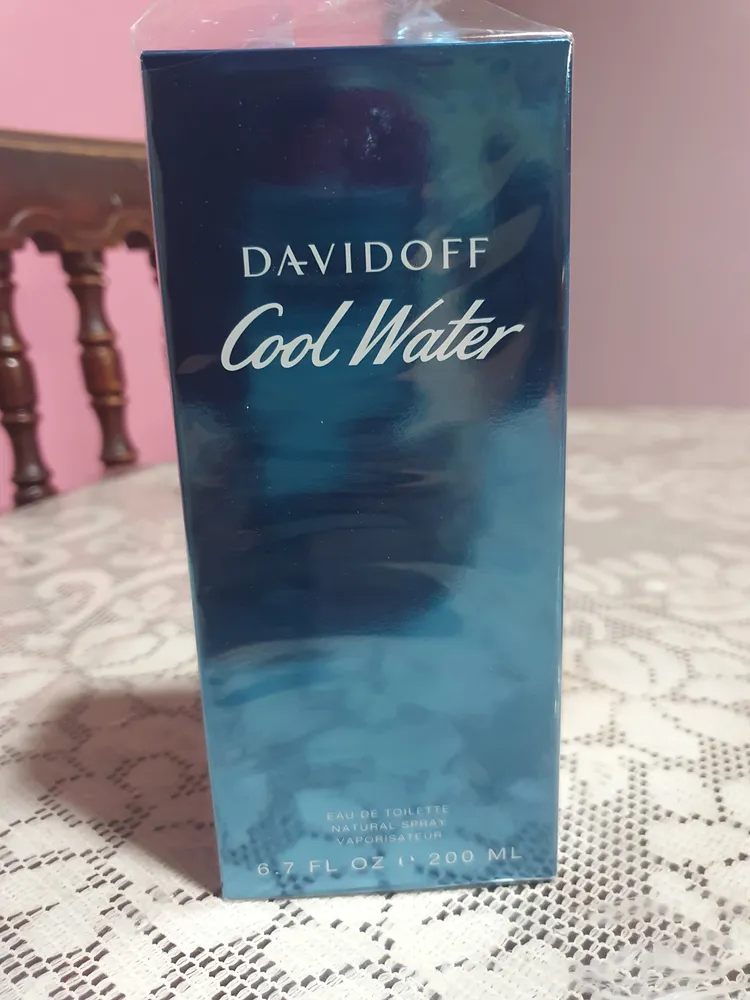 DAVIDOFF
Cool Water
EAU DE TOILETTE
NATURAL SPRAY
VAPORISATEUR
6.7 FL OZ ℮ 200 ML